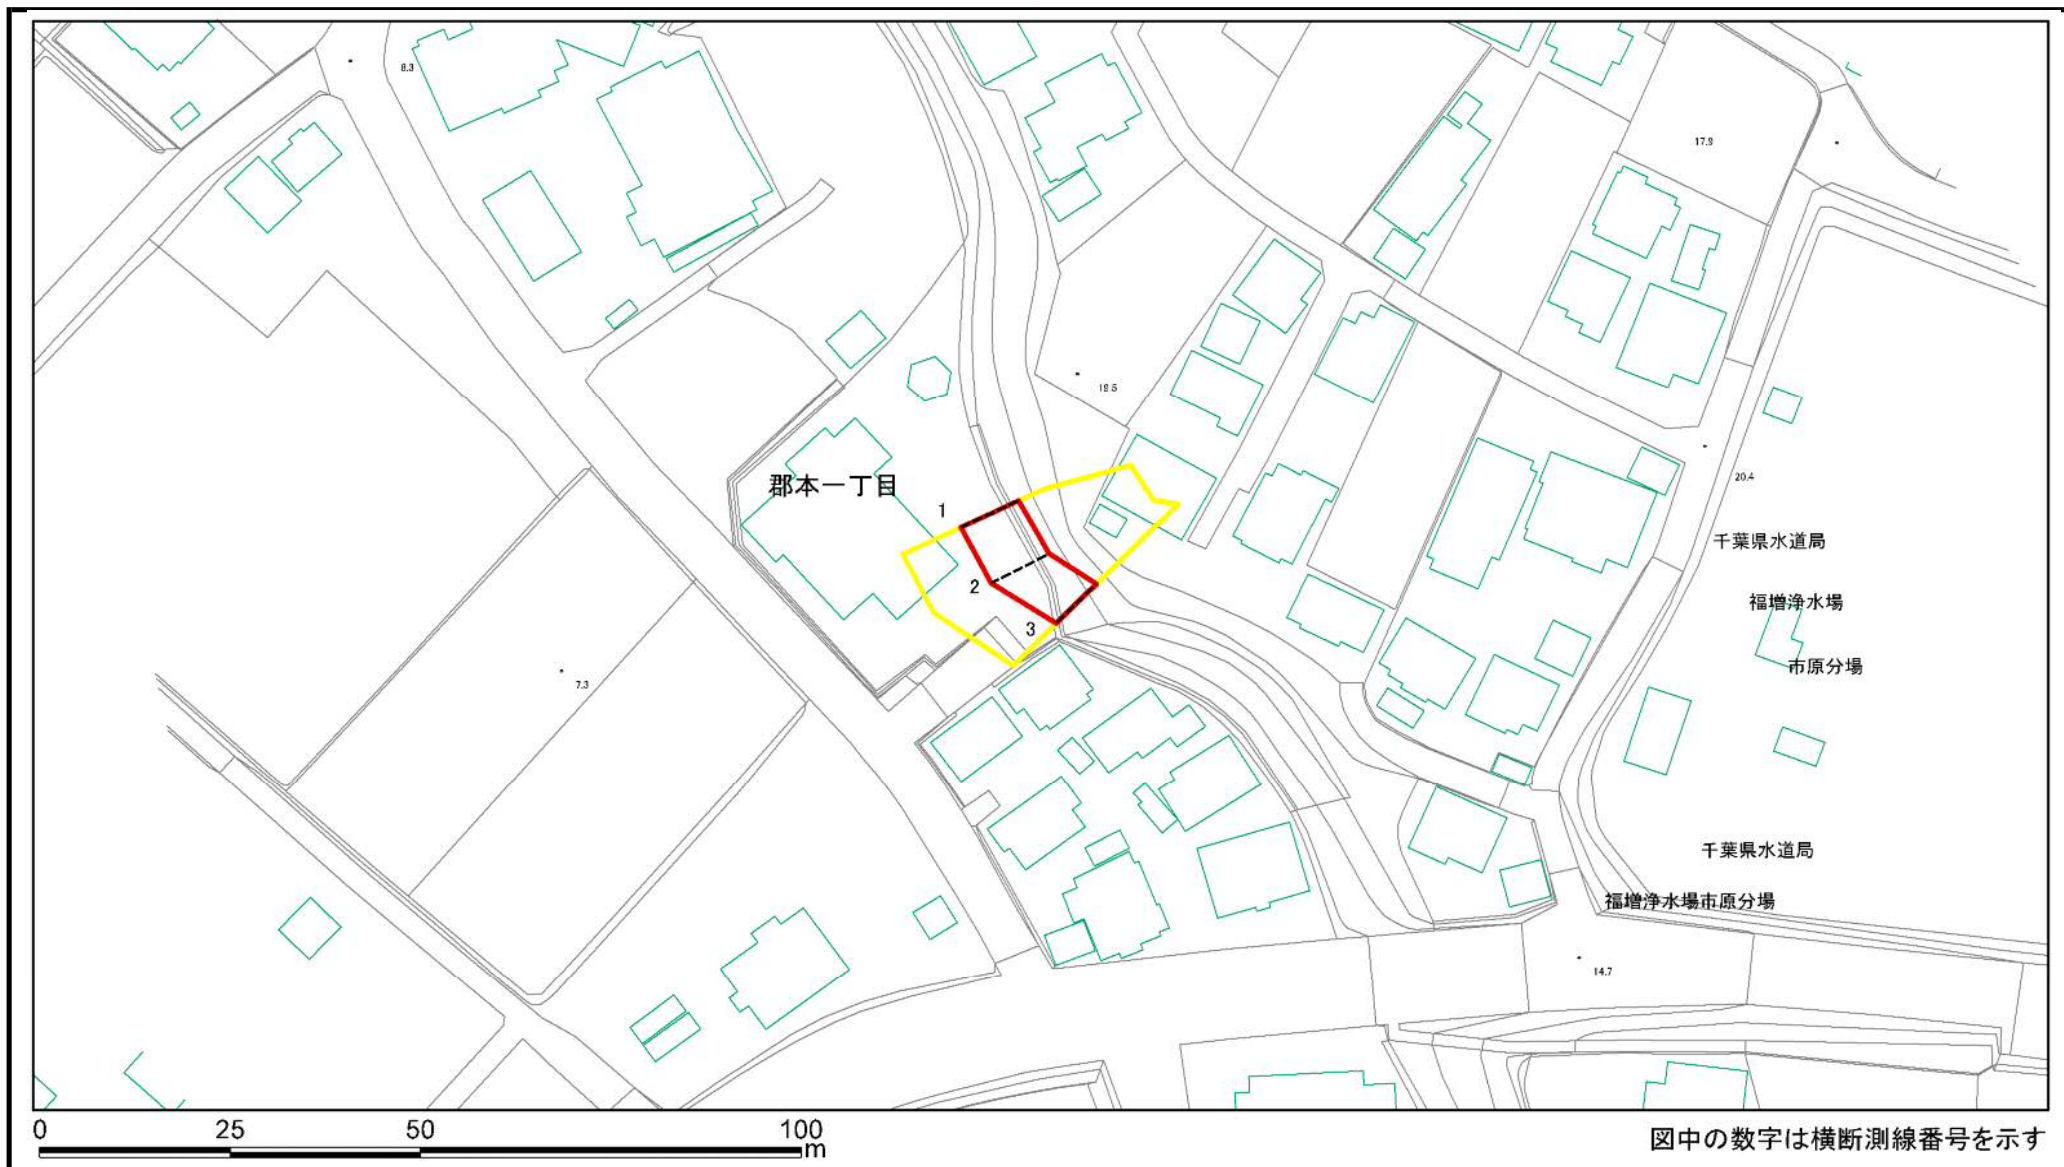 8.3
17.9
19.5
郡本一丁目
20.4
1
千葉県水道局
2
福増浄水場
3
市原分場
7.3
千葉県水道局
福増浄水場市原分場
14.7
0 25 50 100 m
図中の数字は横断測線番号を示す